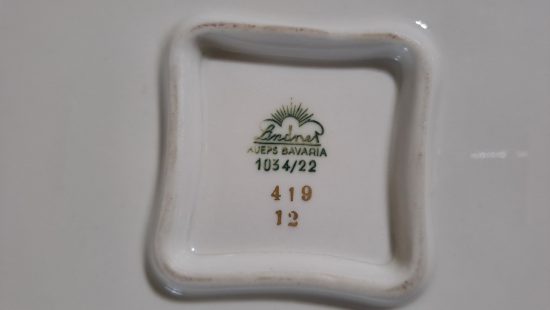 Lindner
KUEPS BAVARIA
1034/22
419
12